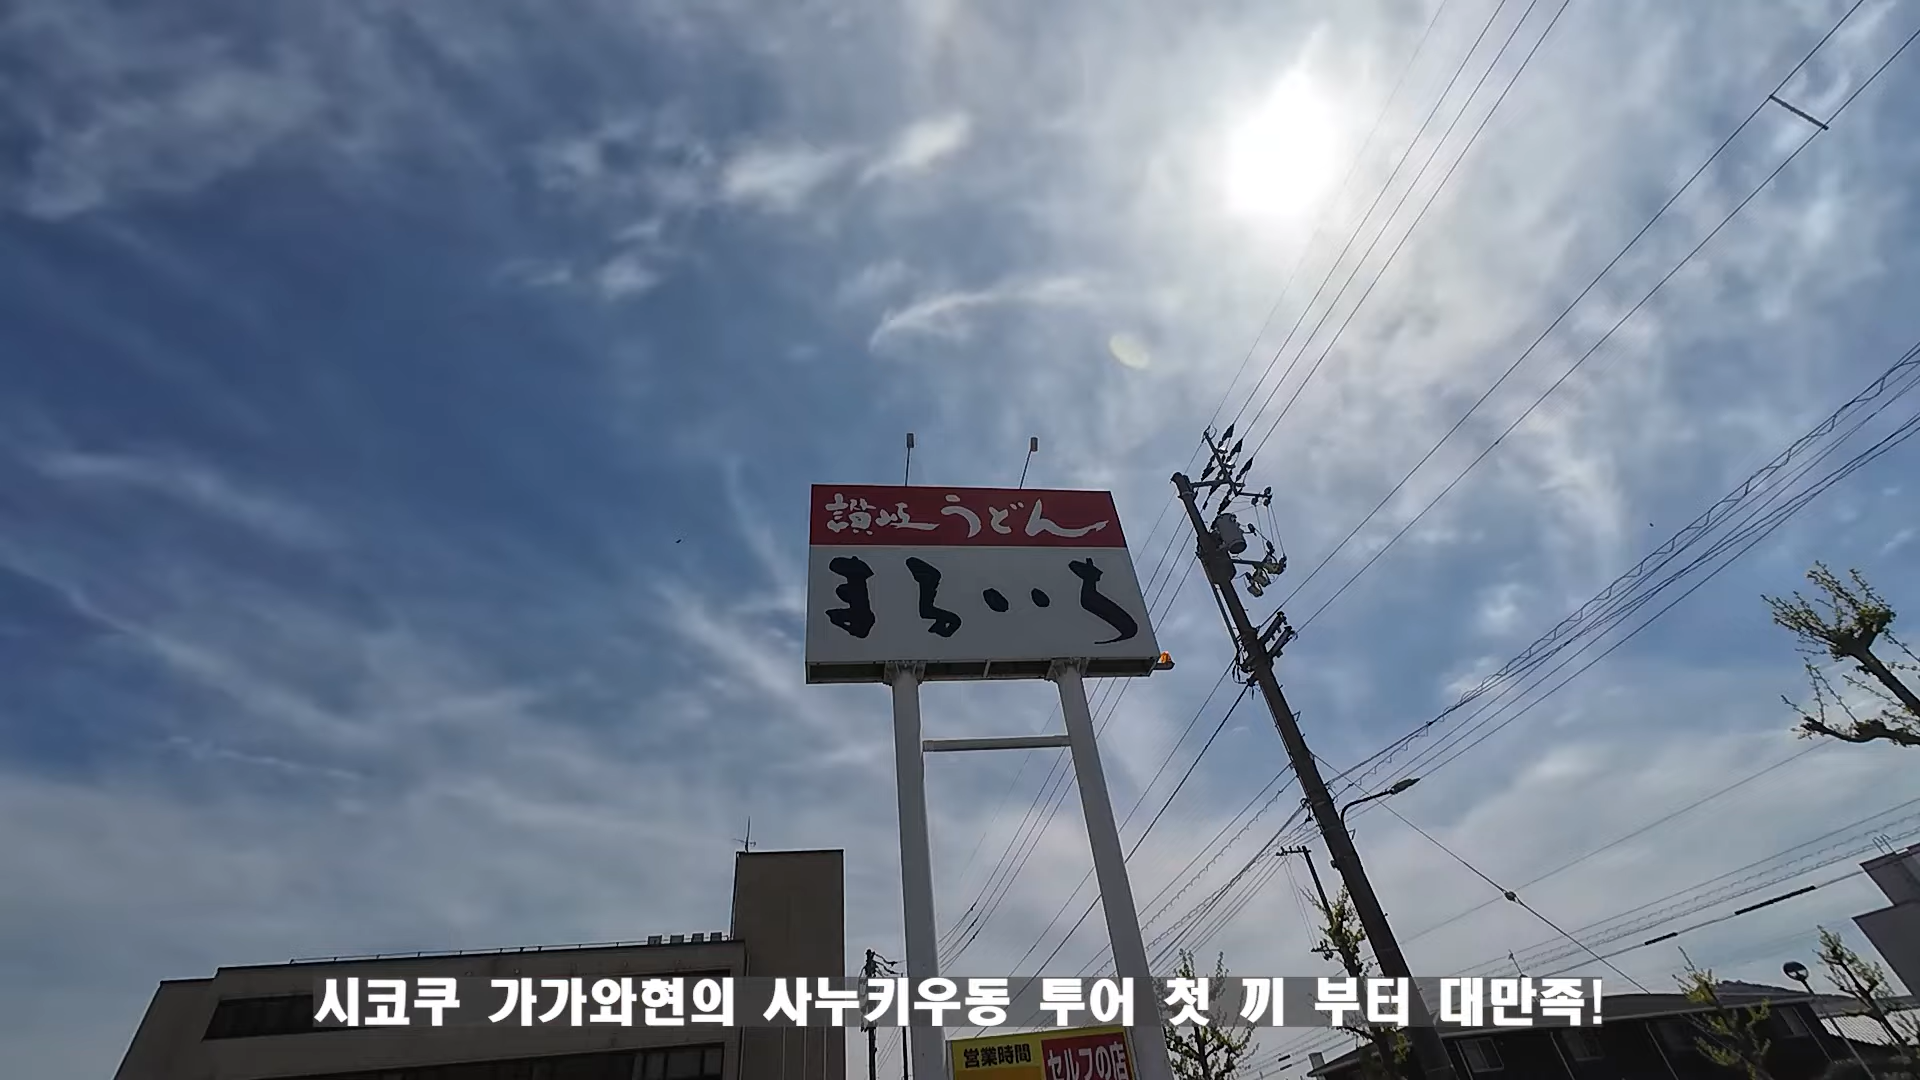 讃岐うどん
まるいち
시코쿠 가가와현의 사누키우동 투어 첫 끼 부터 대만족!
営業時間
セルフの店